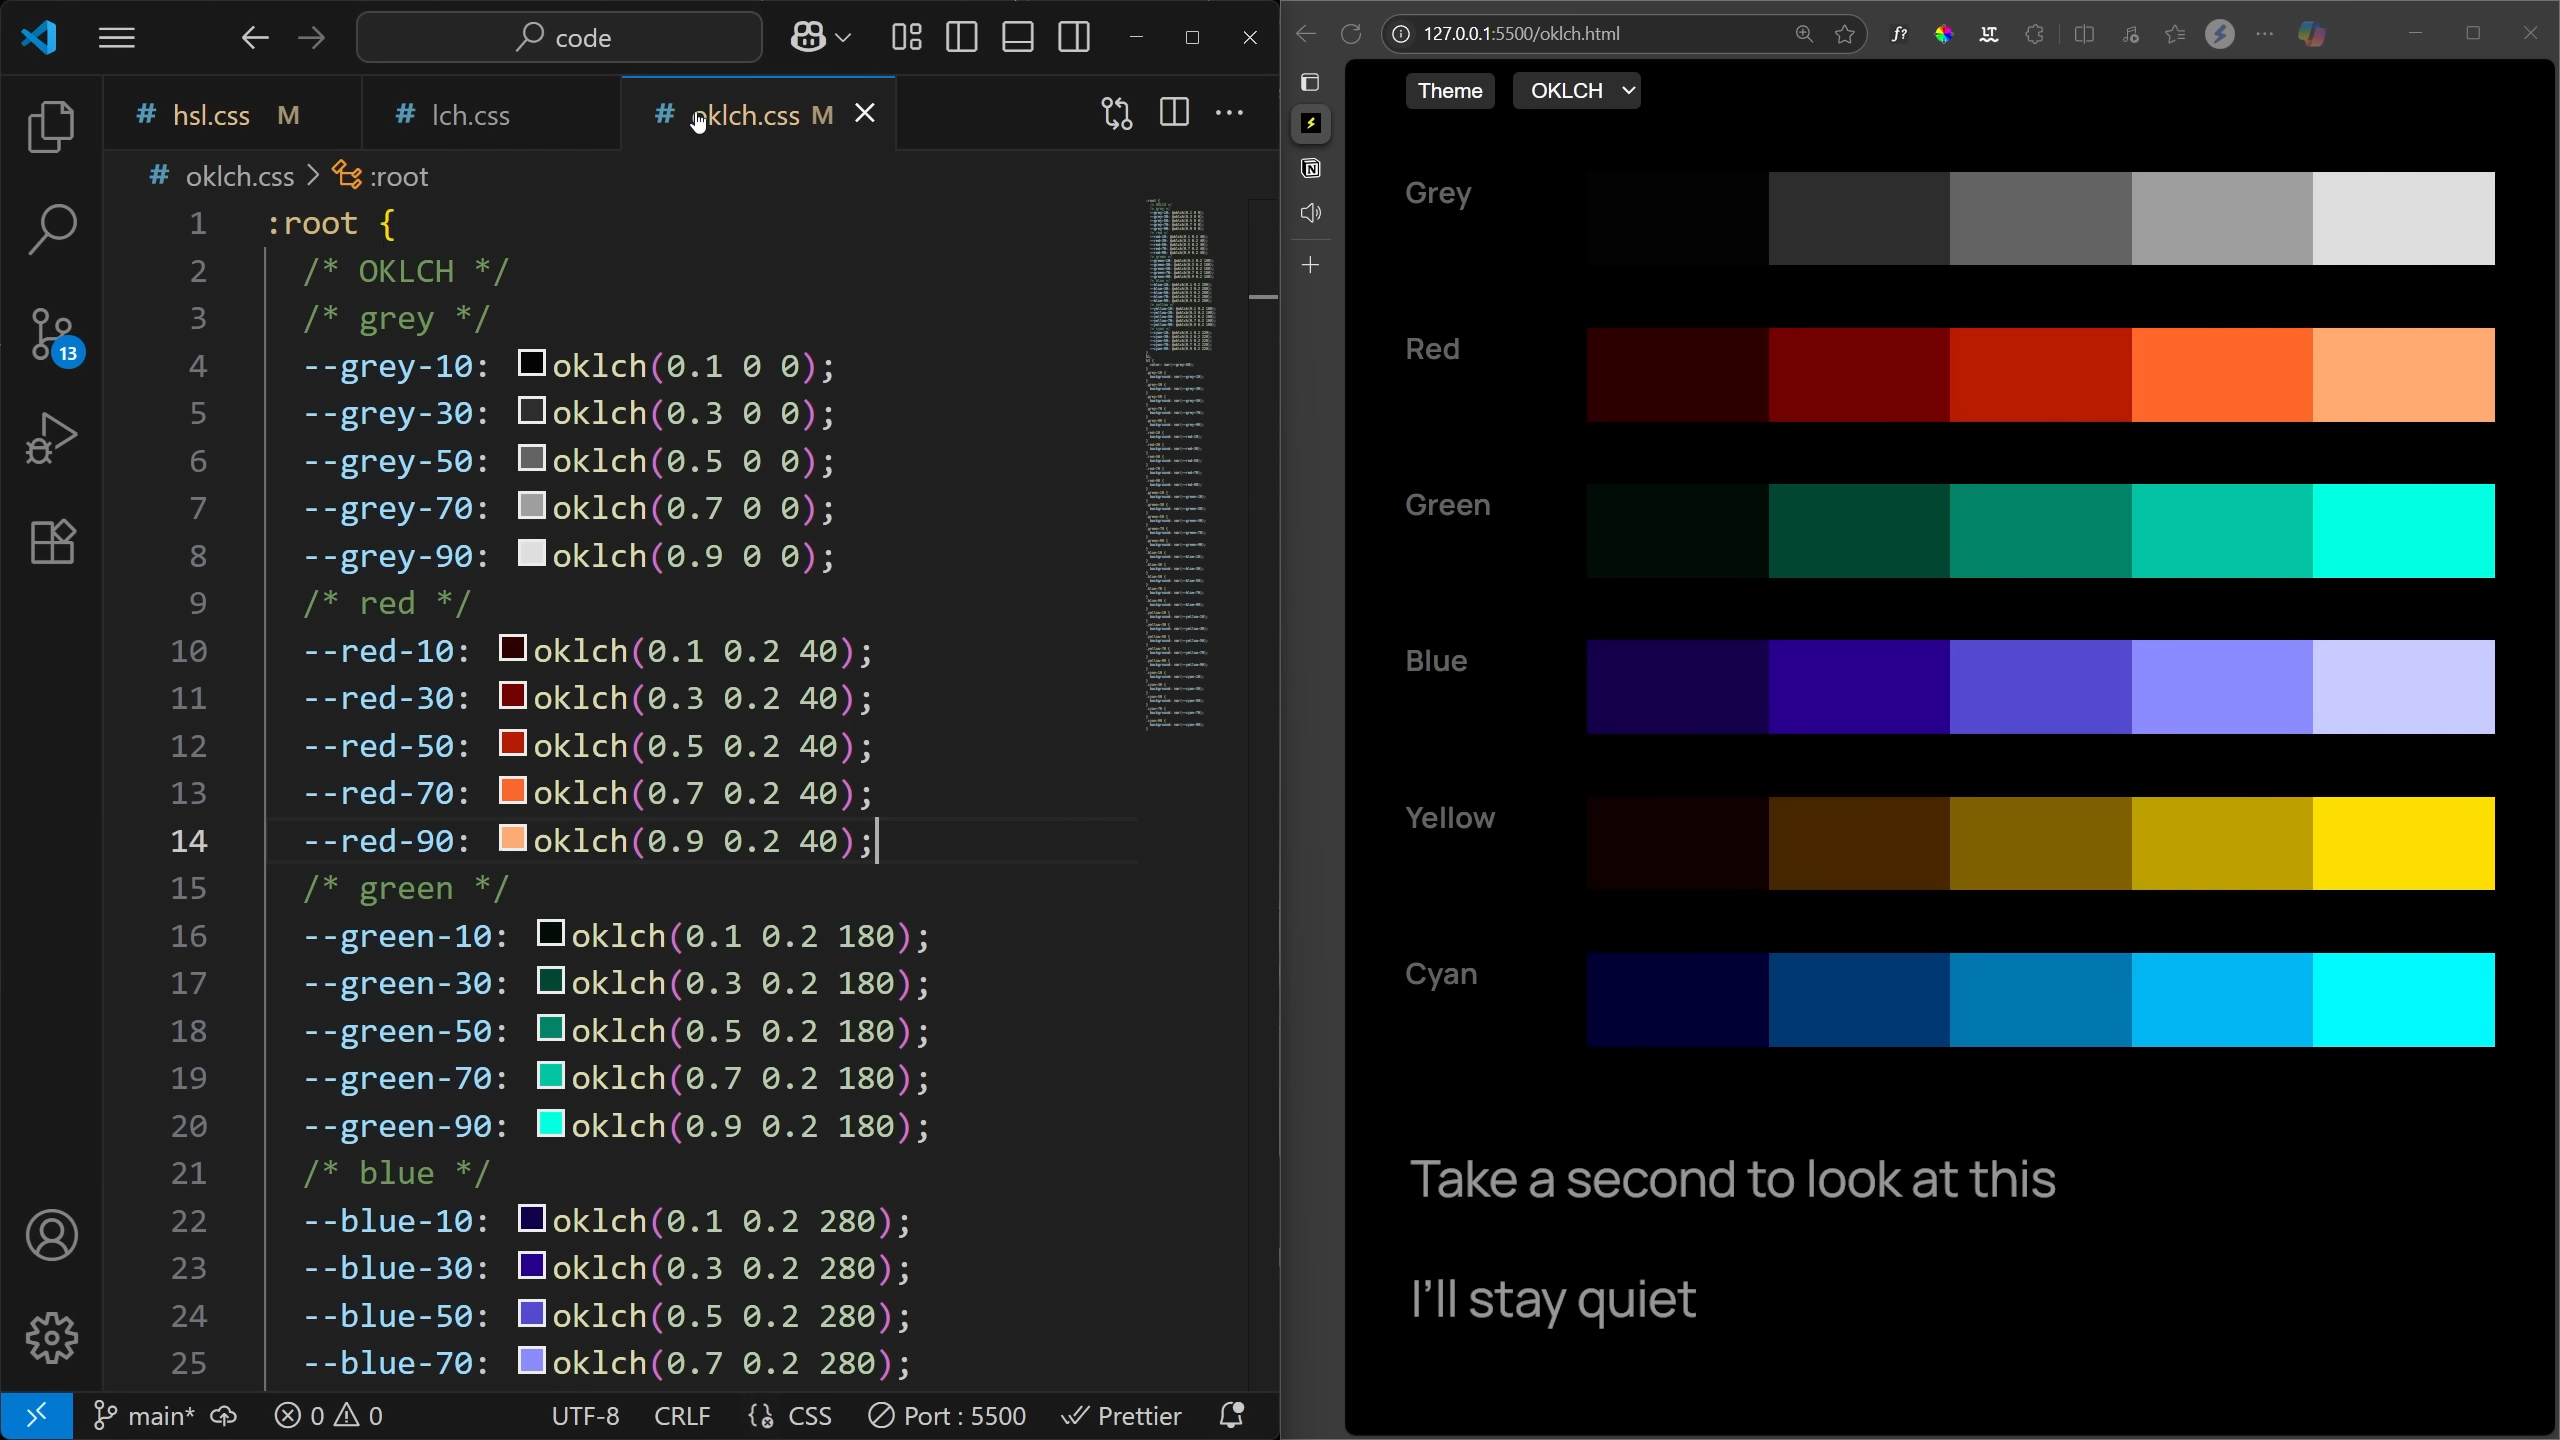 code
# hsl.css M
# lch.css
# oklch.css M
# oklch.css > :root
1 :root {
2 /* OKLCH */
3 /* grey */
4 --grey-10: oklch(0.1 0 0);
5 --grey-30: oklch(0.3 0 0);
6 --grey-50: oklch(0.5 0 0);
7 --grey-70: oklch(0.7 0 0);
8 --grey-90: oklch(0.9 0 0);
9 /* red */
10 --red-10: oklch(0.1 0.2 40);
11 --red-30: oklch(0.3 0.2 40);
12 --red-50: oklch(0.5 0.2 40);
13 --red-70: oklch(0.7 0.2 40);
14 --red-90: oklch(0.9 0.2 40);
15 /* green */
16 --green-10: oklch(0.1 0.2 180);
17 --green-30: oklch(0.3 0.2 180);
18 --green-50: oklch(0.5 0.2 180);
19 --green-70: oklch(0.7 0.2 180);
20 --green-90: oklch(0.9 0.2 180);
21 /* blue */
22 --blue-10: oklch(0.1 0.2 280);
23 --blue-30: oklch(0.3 0.2 280);
24 --blue-50: oklch(0.5 0.2 280);
25 --blue-70: oklch(0.7 0.2 280);
13
main* 0 0 UTF-8 CRLF CSS Port : 5500 Prettier
127.0.0.1:5500/oklch.html
Theme OKLCH
Grey
Red
Green
Blue
Yellow
Cyan
Take a second to look at this
I'll stay quiet